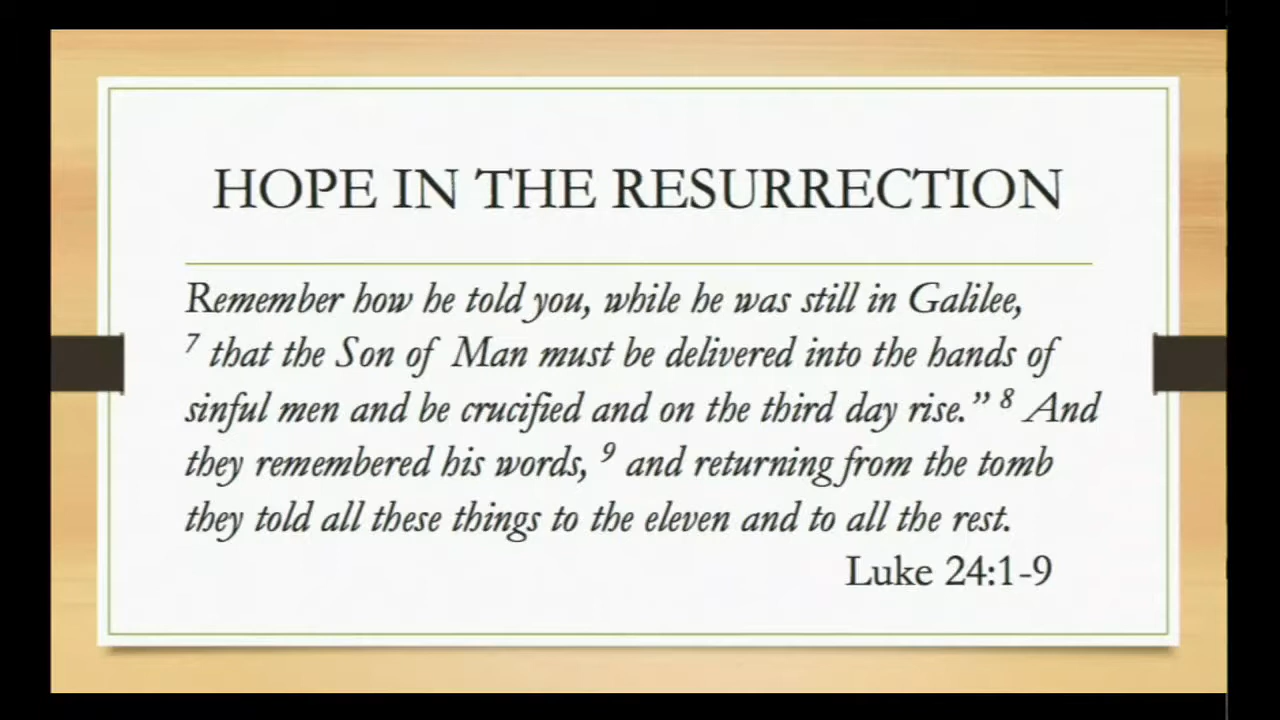 HOPE IN THE RESURRECTION
Remember how he told you, while he was still in Galilee,
7 that the Son of Man must be delivered into the hands of
sinful men and be crucified and on the third day rise.” 8 And
they remembered his words, 9 and returning from the tomb
they told all these things to the eleven and to all the rest.
Luke 24:1-9